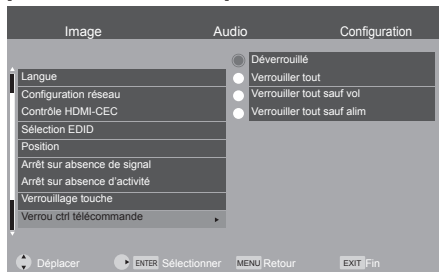 Image Audio Configuration
Déverrouillé
Verrouiller tout
Verrouiller tout sauf vol
Verrouiller tout sauf alim
Langue
Configuration réseau
Contrôle HDMI-CEC
Sélection EDID
Position
Arrêt sur absence de signal
Arrêt sur absence d'activité
Verrouillage touche
Verrou ctrl télécommande
Déplacer ENTER Sélectionner MENU Retour EXIT Fin